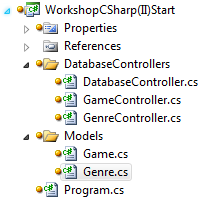 WorkshopCSharp(II)Start
Properties
References
DatabaseControllers
DatabaseController.cs
GameController.cs
GenreController.cs
Models
Game.cs
Genre.cs
Program.cs